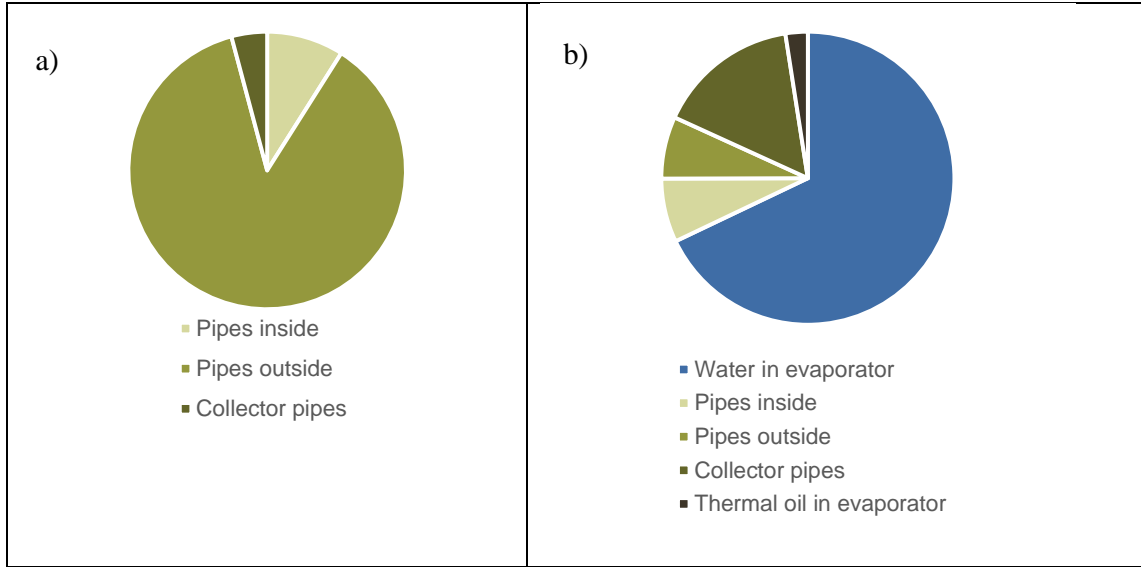 a)
Pipes inside
Pipes outside
Collector pipes
b)
Water in evaporator
Pipes inside
Pipes outside
Collector pipes
Thermal oil in evaporator